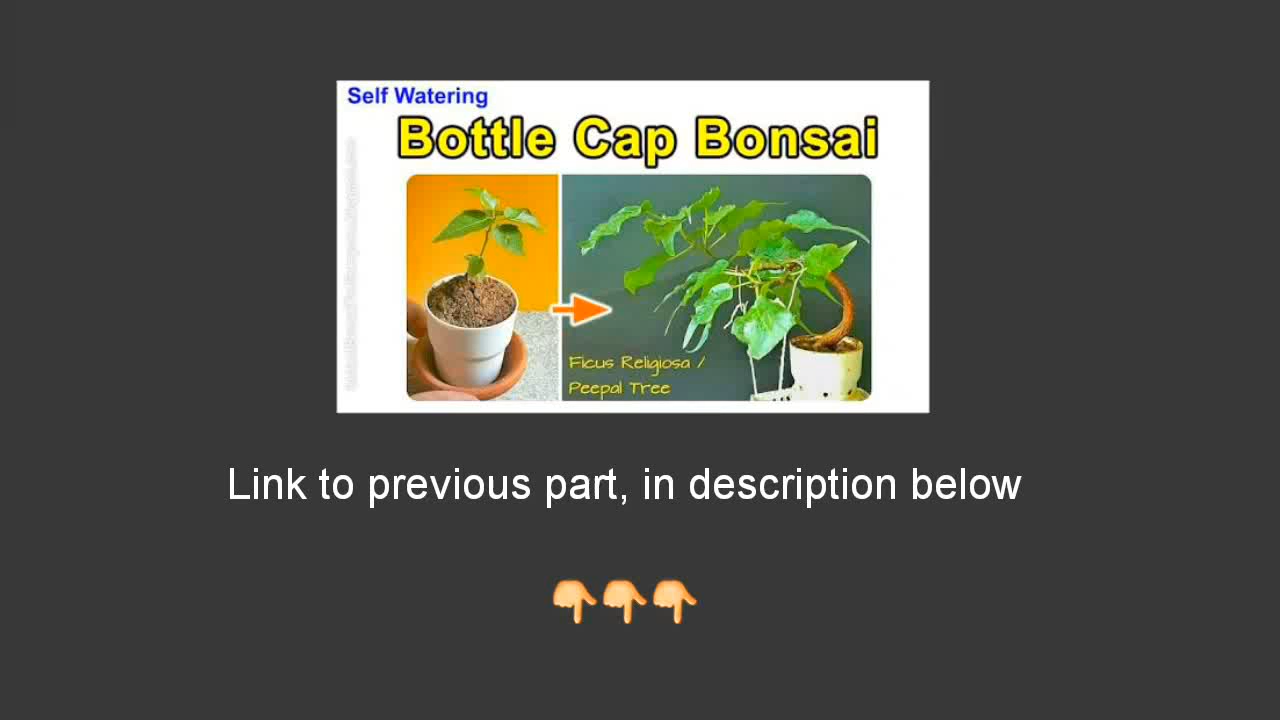 Self Watering
Bottle Cap Bonsai
Ficus Religiosa /
Peepal Tree
Link to previous part, in description below
👇👇👇